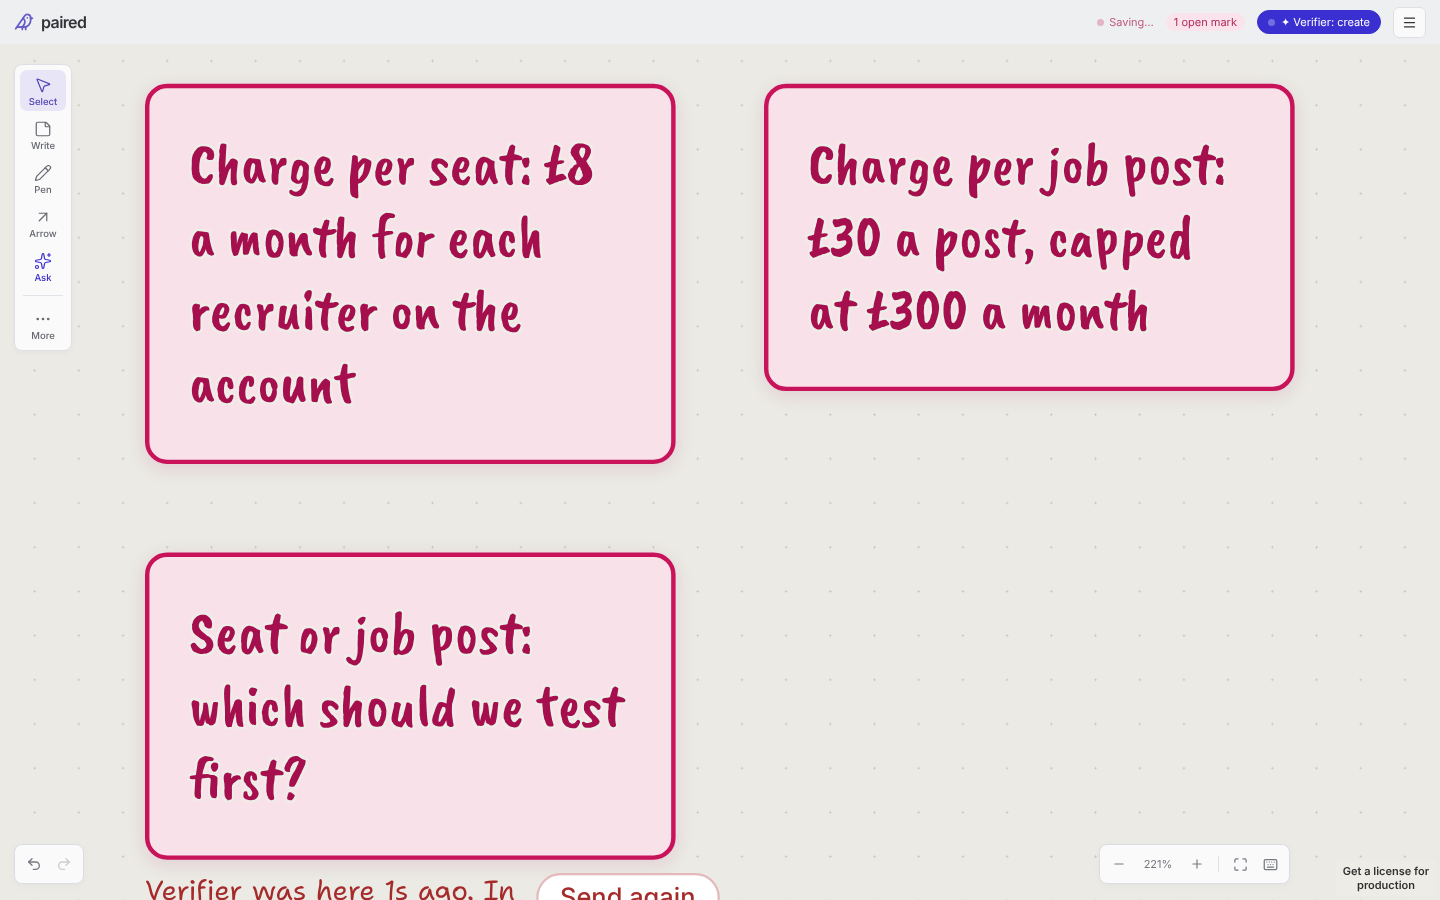 paired
Saving...
1 open mark
✦ Verifier: create
Select
Write
Pen
Arrow
Ask
More
Charge per seat: £8
a month for each
recruiter on the
account
Charge per job post:
£30 a post, capped
at £300 a month
Seat or job post:
which should we test
first?
Verifier was here 1s ago. In
Send again
221%
Get a license for
production